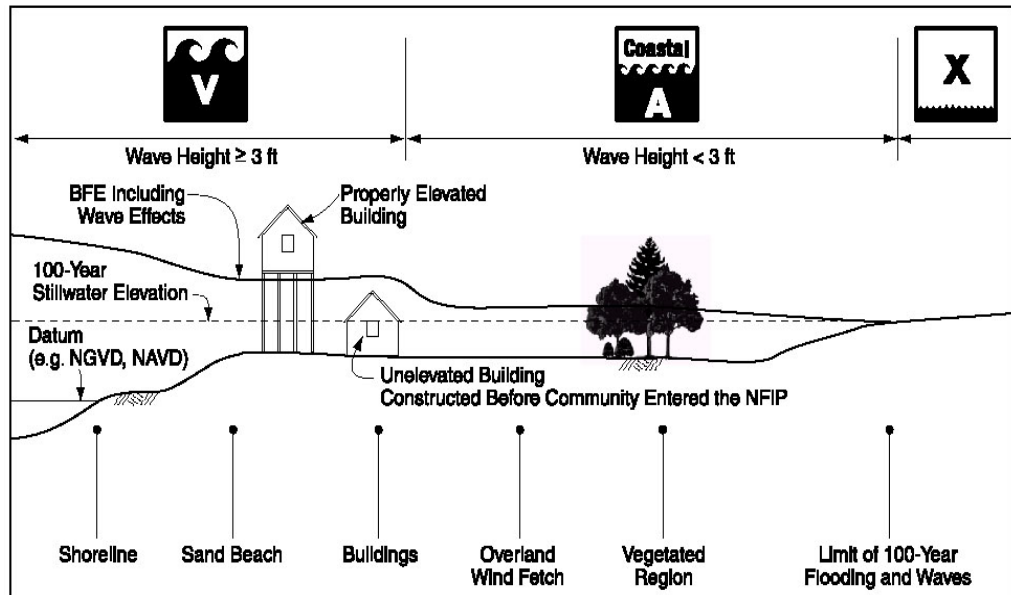 V
Coastal
A
X
Wave Height ≥ 3 ft
Wave Height < 3 ft
BFE Including
Wave Effects
Properly Elevated
Building
100-Year
Stillwater Elevation
Datum
(e.g. NGVD, NAVD)
Unelevated Building
Constructed Before Community Entered the NFIP
Shoreline
Sand Beach
Buildings
Overland
Wind Fetch
Vegetated
Region
Limit of 100-Year
Flooding and Waves